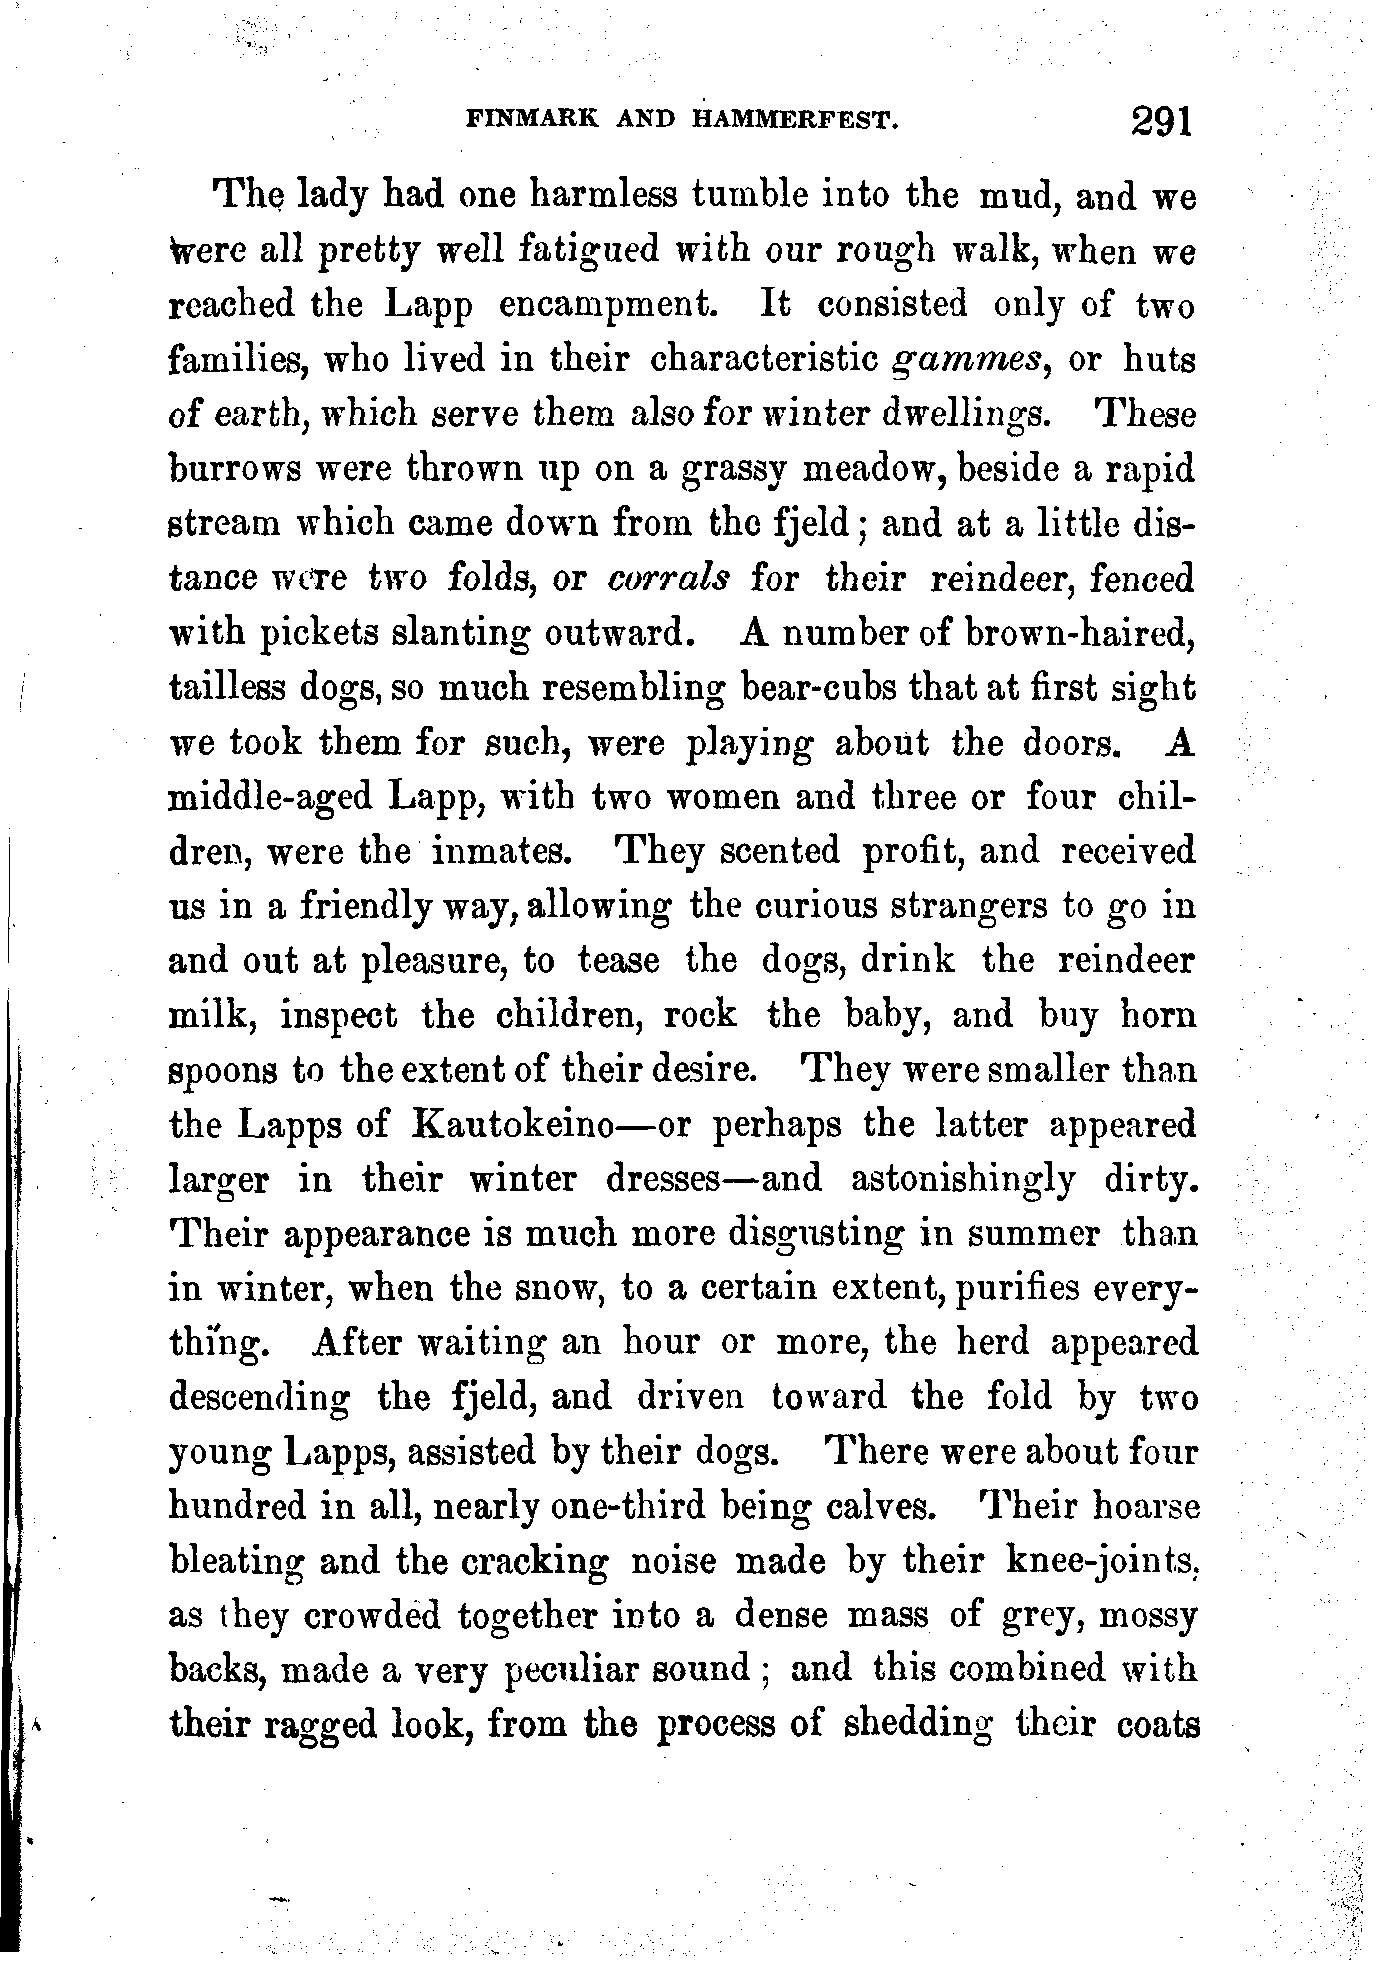 FINMARK AND HAMMERFEST. 291
The lady had one harmless tumble into the mud, and we
were all pretty well fatigued with our rough walk, when we
reached the Lapp encampment. It consisted only of two
families, who lived in their characteristic gammes, or huts
of earth, which serve them also for winter dwellings. These
burrows were thrown up on a grassy meadow, beside a rapid
stream which came down from the fjeld; and at a little dis-
tance were two folds, or corrals for their reindeer, fenced
with pickets slanting outward. A number of brown-haired,
tailless dogs, so much resembling bear-cubs that at first sight
we took them for such, were playing about the doors. A
middle-aged Lapp, with two women and three or four chil-
dren, were the inmates. They scented profit, and received
us in a friendly way, allowing the curious strangers to go in
and out at pleasure, to tease the dogs, drink the reindeer
milk, inspect the children, rock the baby, and buy horn
spoons to the extent of their desire. They were smaller than
the Lapps of Kautokeino—or perhaps the latter appeared
larger in their winter dresses—and astonishingly dirty.
Their appearance is much more disgusting in summer than
in winter, when the snow, to a certain extent, purifies every-
thing. After waiting an hour or more, the herd appeared
descending the fjeld, and driven toward the fold by two
young Lapps, assisted by their dogs. There were about four
hundred in all, nearly one-third being calves. Their hoarse
bleating and the cracking noise made by their knee-joints,
as they crowded together into a dense mass of grey, mossy
backs, made a very peculiar sound; and this combined with
their ragged look, from the process of shedding their coats